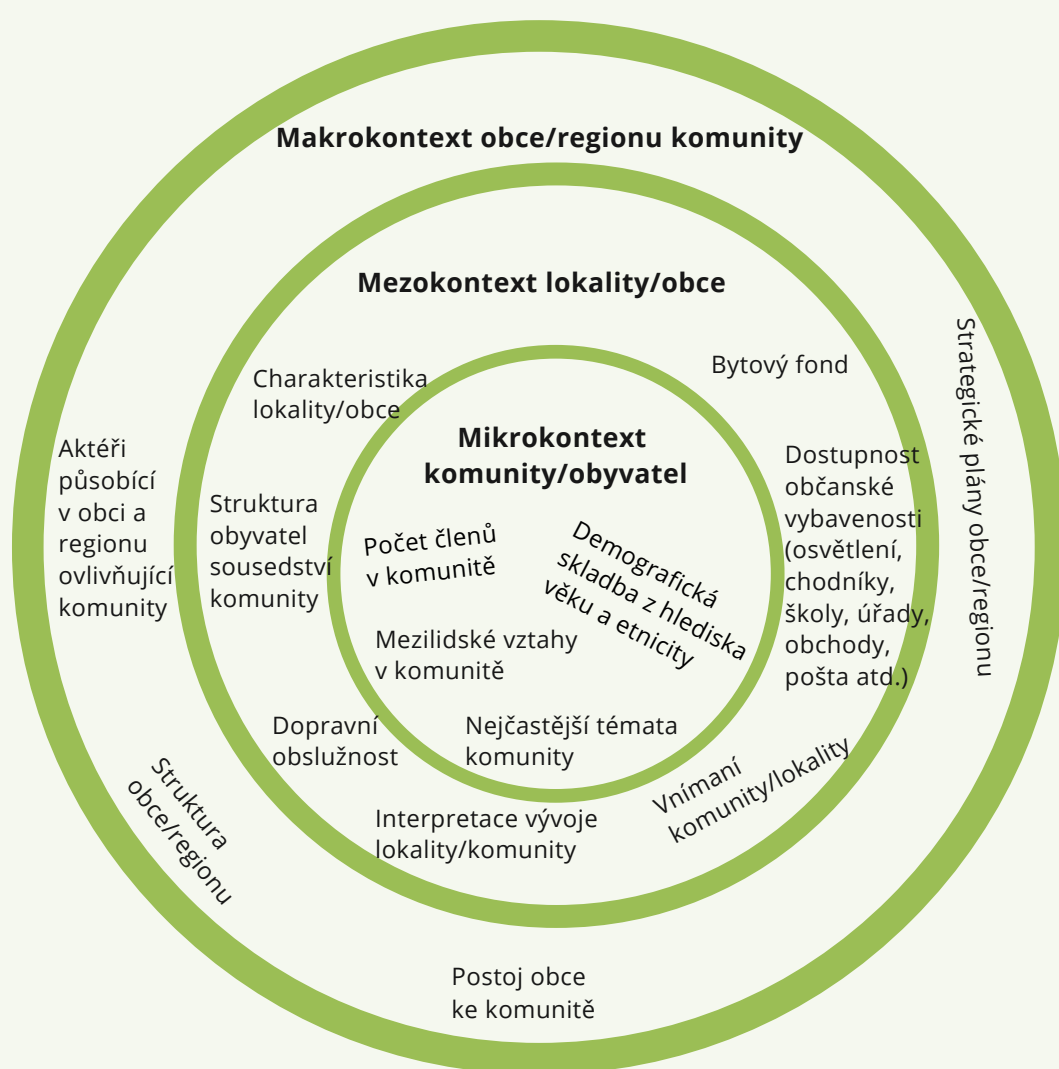 Makrokontext obce/regionu komunity
Mezokontext lokality/obce
Charakteristika
lokality/obce
Bytový fond
Mikrokontext
komunity/obyvatel
Aktéři
působící
v obci a
regionu
ovlivňující
komunity
Struktura
obyvatel
sousedství
komunity
Počet členů
v komunitě
Demografická
skladba z hlediska
věku a etnicity
Dostupnost
občanské
vybavenosti
(osvětlení,
chodníky,
školy, úřady,
obchody,
pošta atd.)
Strategické plány obce/regionu
Mezilidské vztahy
v komunitě
Nejčastější témata
komunity
Dopravní
obslužnost
Interpretace vývoje
lokality/komunity
Vnímaní
komunity/lokality
Struktura
obce/regionu
Postoj obce
ke komunitě